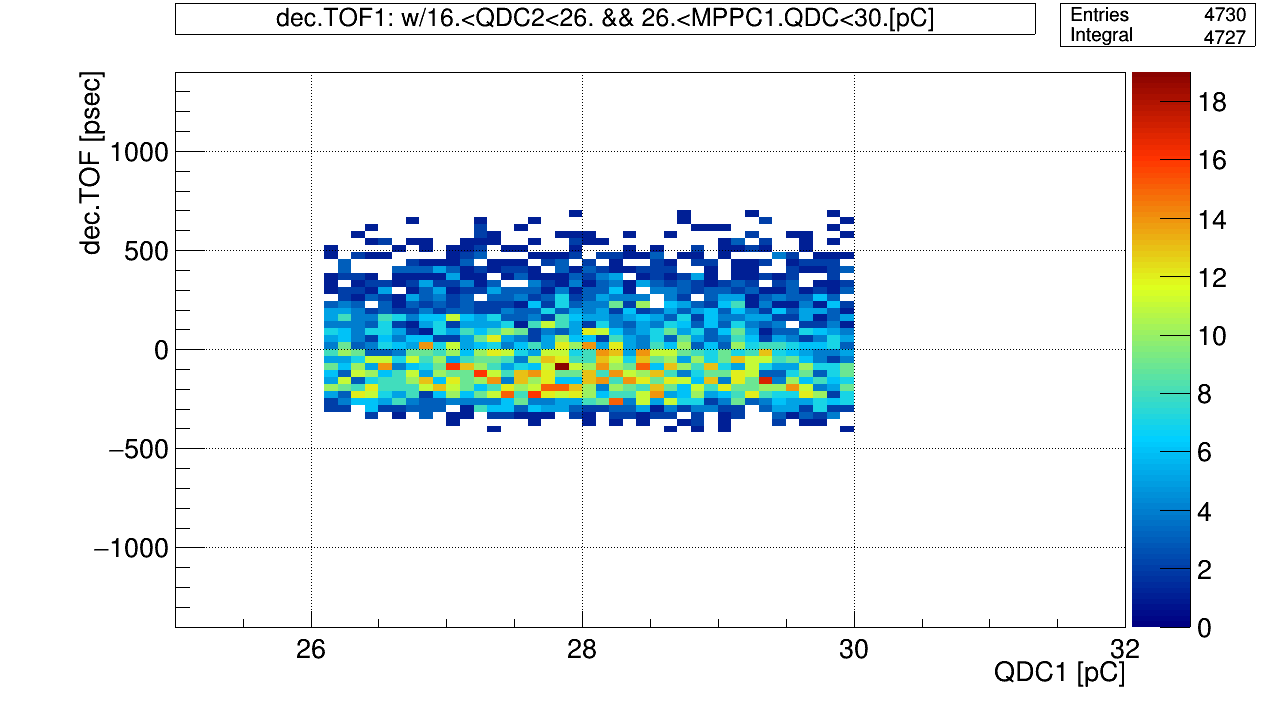 dec.TOF1: w/16.<QDC2<26. && 26.<MPPC1.QDC<30.[pC]
Entries 4730
Integral 4727
dec.TOF [psec]
1000
500
0
−500
−1000
26 28 30 32
QDC1 [pC]
18
16
14
12
10
8
6
4
2
0